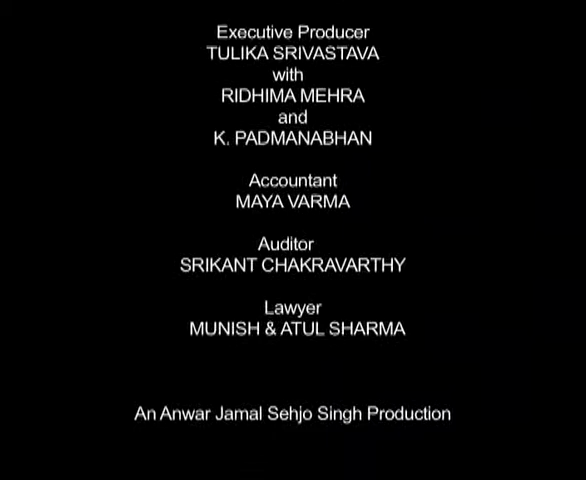 Executive Producer
TULIKA SRIVASTAVA
with
RIDHIMA MEHRA
and
K. PADMANABHAN
Accountant
MAYA VARMA
Auditor
SRIKANT CHAKRAVARTHY
Lawyer
MUNISH & ATUL SHARMA
An Anwar Jamal Sehjo Singh Production